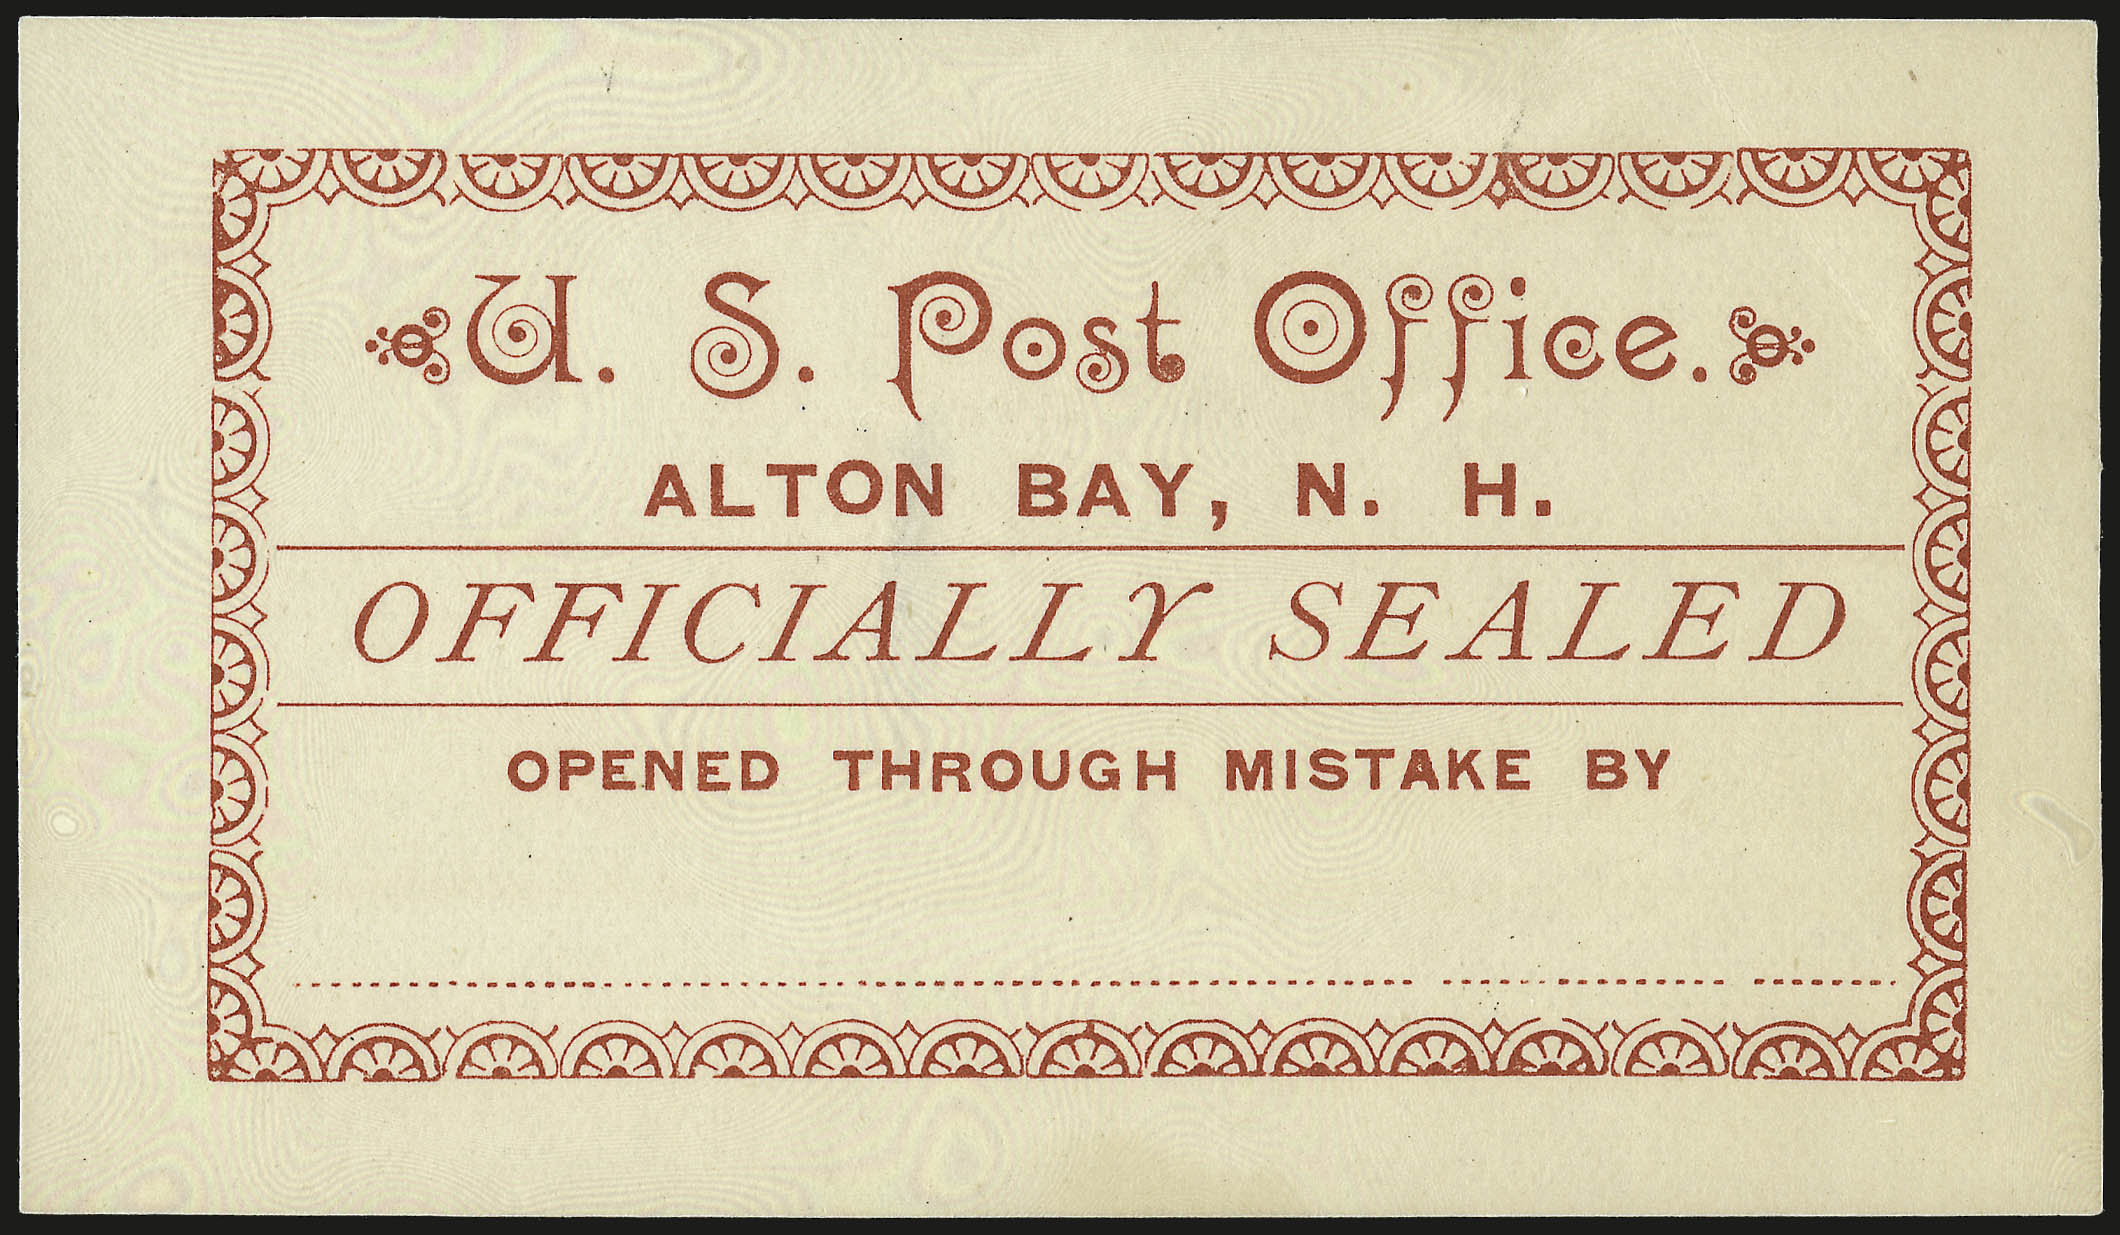 U. S. Post Office.
ALTON BAY, N. H.
OFFICIALLY SEALED
OPENED THROUGH MISTAKE BY